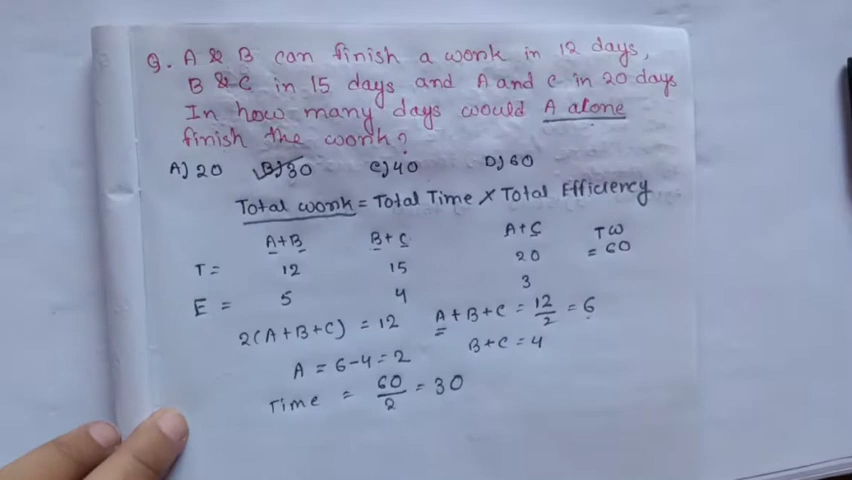 Q. A & B can finish a work in 12 days,
B & C in 15 days and A and C in 20 days
In how many days would A alone
finish the work?
A) 20 B) 30 C) 40 D) 60
Total work = Total Time × Total Efficiency
A+B B+C A+C TW
T = 12 15 20 = 60
E = 5 4 3
2(A+B+C) = 12 A+B+C = 12/2 = 6
A = 6-4 = 2 B+C = 4
Time = 60/2 = 30